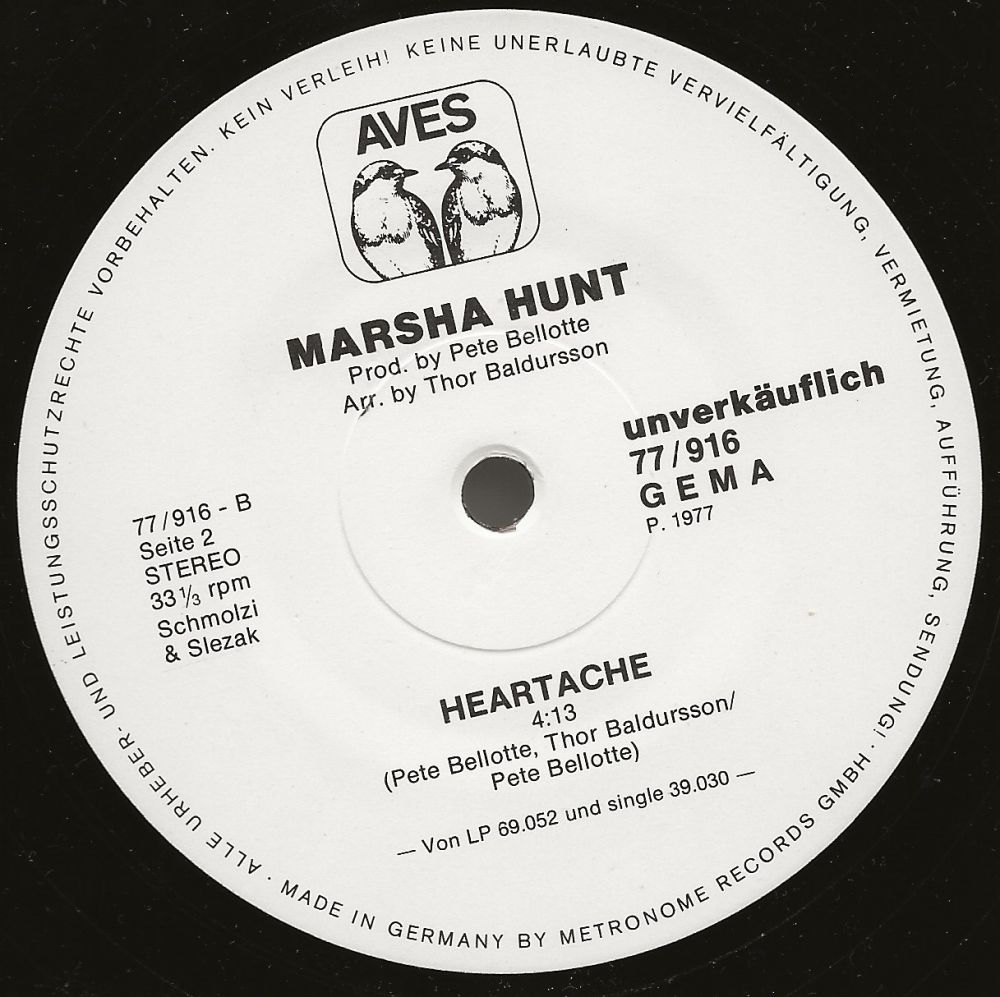 AVES
MARSHA HUNT
Prod. by Pete Bellotte
Arr. by Thor Baldursson
unverkäuflich
77/916
GEMA
P. 1977
77/916 - B
Seite 2
STEREO
33 1/3 rpm
Schmolzi
& Slezak
HEARTACHE
4:13
(Pete Bellotte, Thor Baldursson/
Pete Bellotte)
— Von LP 69.052 und single 39.030 —
ALLE URHEBER- UND LEISTUNGSSCHUTZRECHTE VORBEHALTEN. KEIN VERLEIH! KEINE UNERLAUBTE VERVIELFÄLTIGUNG, VERMIETUNG, AUFFÜHRUNG, SENDUNG! · MADE IN GERMANY BY METRONOME RECORDS GMBH ·